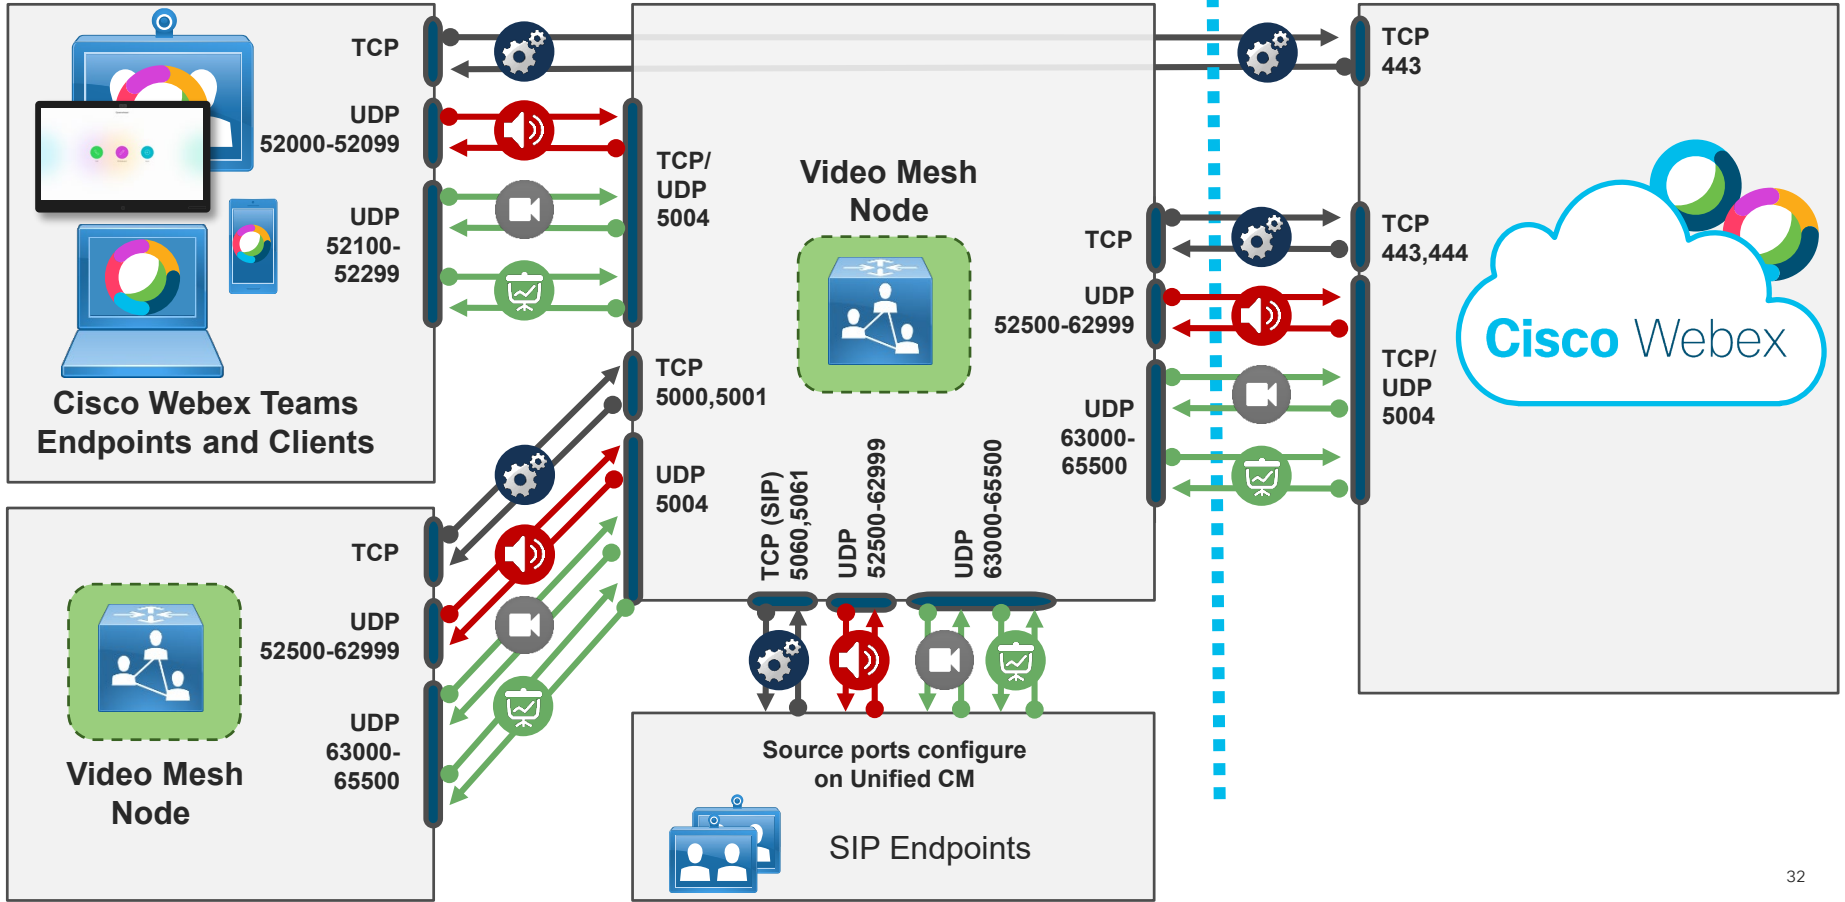 TCP
UDP
52000-52099
UDP
52100-
52299
Cisco Webex Teams
Endpoints and Clients
TCP
UDP
52500-62999
UDP
63000-
65500
Video Mesh
Node
TCP/
UDP
5004
TCP
5000,5001
UDP
5004
Video Mesh
Node
TCP
UDP
52500-62999
UDP
63000-
65500
TCP (SIP)
5060,5061
UDP
52500-62999
UDP
63000-65500
Source ports configure
on Unified CM
SIP Endpoints
TCP
443
TCP
443,444
TCP/
UDP
5004
Cisco Webex
32